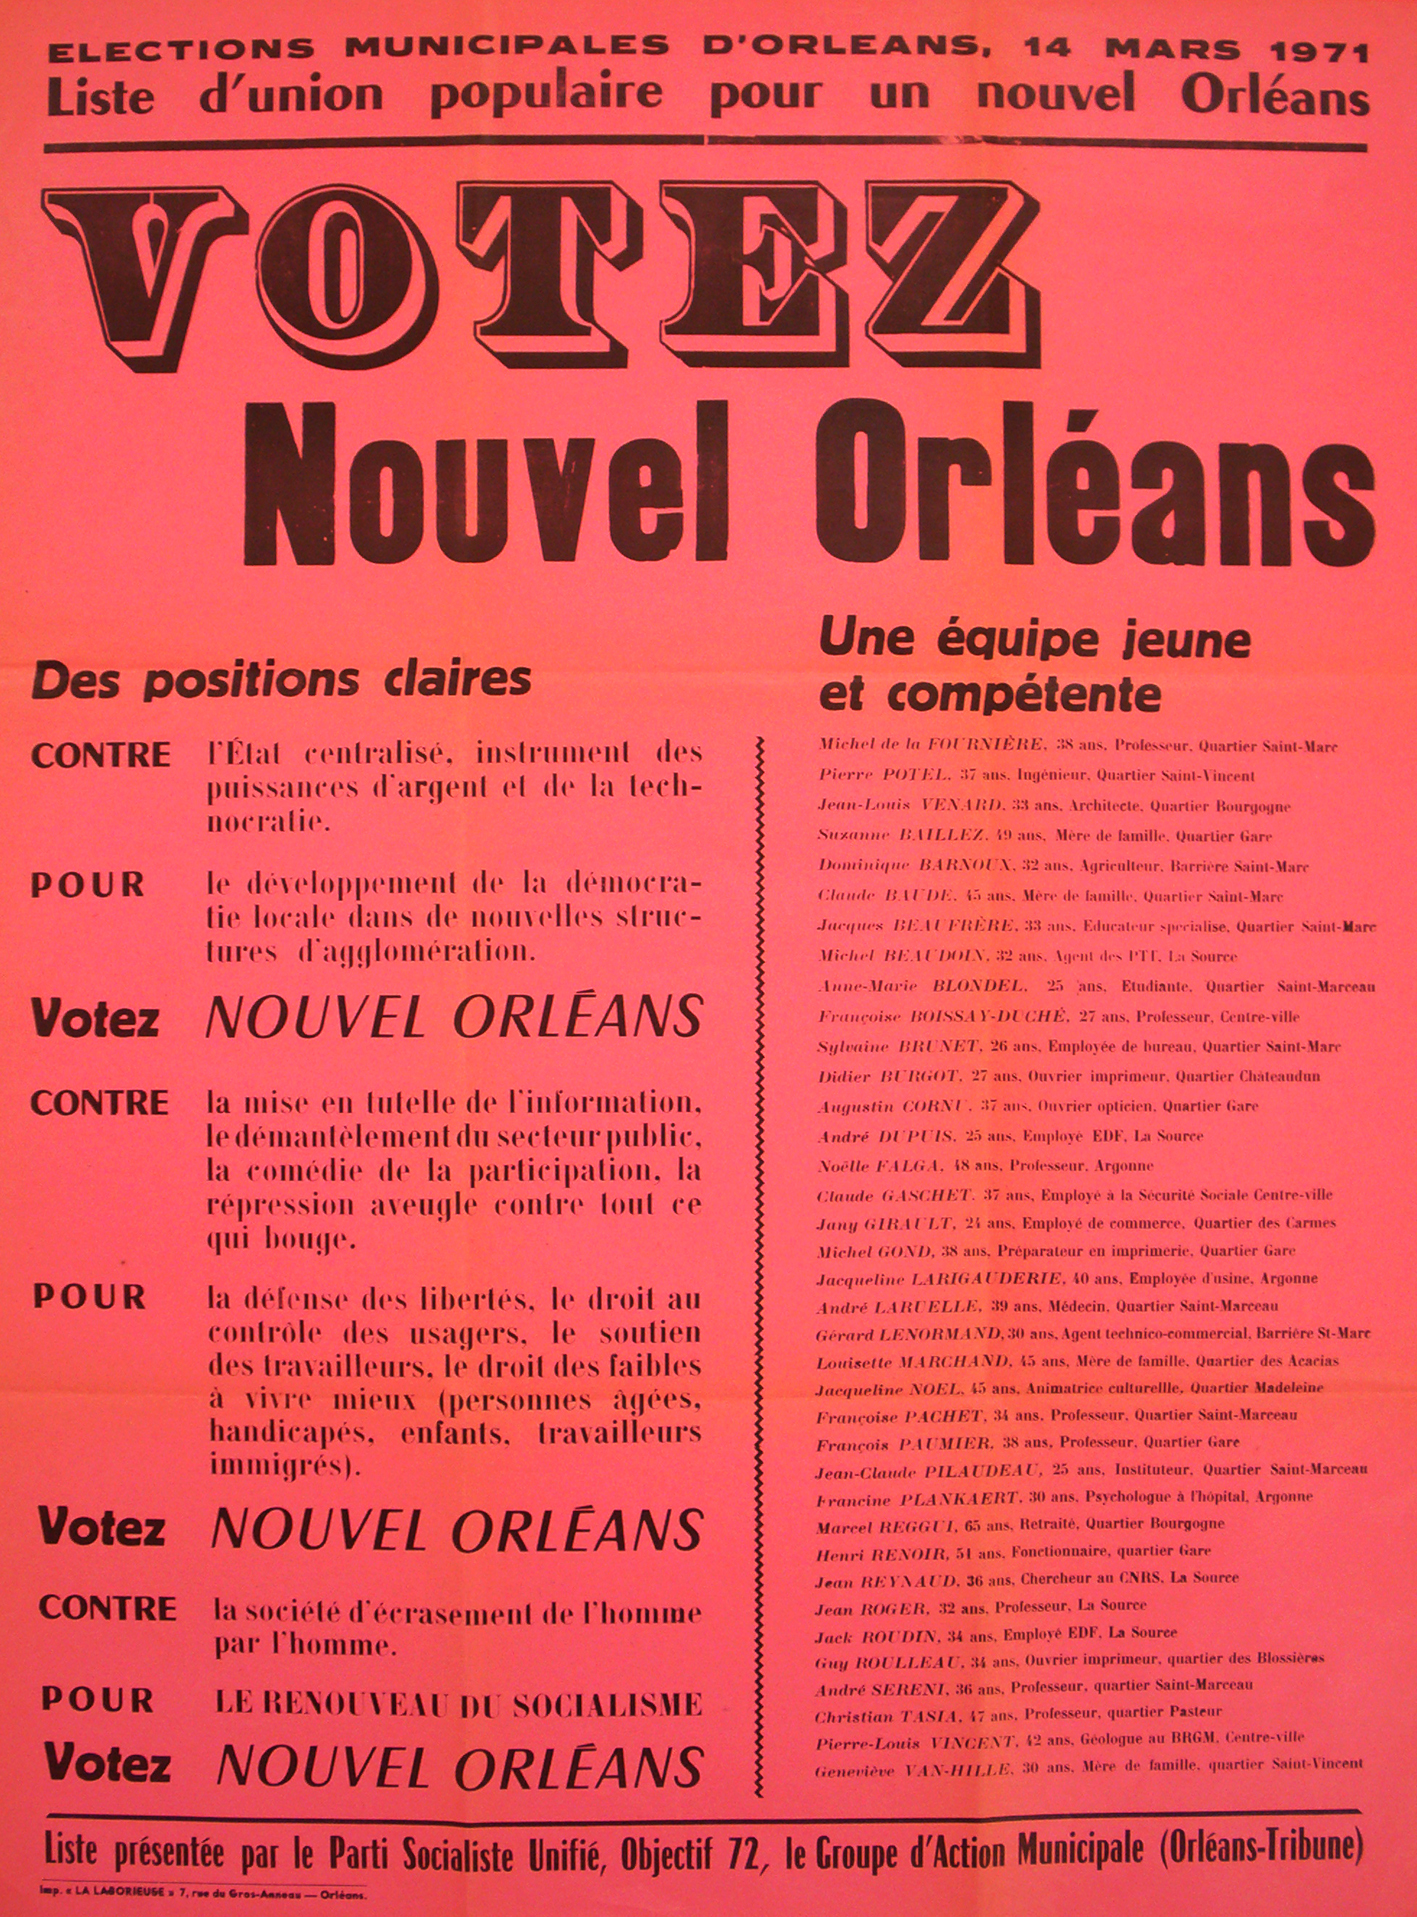 ELECTIONS MUNICIPALES D'ORLEANS, 14 MARS 1971
Liste d'union populaire pour un nouvel Orléans
VOTEZ
Nouvel Orléans
Des positions claires
CONTRE l'État centralisé, instrument des
puissances d'argent et de la tech-
nocratie.
POUR le développement de la démocra-
tie locale dans de nouvelles struc-
tures d'agglomération.
Votez NOUVEL ORLÉANS
CONTRE la mise en tutelle de l'information,
le démantèlement du secteur public,
la comédie de la participation, la
répression aveugle contre tout ce
qui bouge.
POUR la défense des libertés, le droit au
contrôle des usagers, le soutien
des travailleurs, le droit des faibles
à vivre mieux (personnes âgées,
handicapés, enfants, travailleurs
immigrés).
Votez NOUVEL ORLÉANS
CONTRE la société d'écrasement de l'homme
par l'homme.
POUR LE RENOUVEAU DU SOCIALISME
Votez NOUVEL ORLÉANS
Une équipe jeune
et compétente
Michel de la FOURNIÈRE, 38 ans, Professeur, Quartier Saint-Marc
Pierre POTEL, 37 ans, Ingénieur, Quartier Saint-Vincent
Jean-Louis VENARD, 33 ans, Architecte, Quartier Bourgogne
Suzanne BAILLEZ, 49 ans, Mère de famille, Quartier Gare
Dominique BARNOUX, 32 ans, Agriculteur, Barrière Saint-Marc
Claude BAUDE, 45 ans, Mère de famille, Quartier Saint-Marc
Jacques BEAUFRÈRE, 33 ans, Educateur spécialisé, Quartier Saint-Marc
Michel BEAUDOIN, 32 ans, Agent des PTT, La Source
Anne-Marie BLONDEL, 25 ans, Etudiante, Quartier Saint-Marceau
Françoise BOISSAY-DUCHÉ, 27 ans, Professeur, Centre-ville
Sylvaine BRUNET, 26 ans, Employée de bureau, Quartier Saint-Marc
Didier BURGOT, 27 ans, Ouvrier imprimeur, Quartier Châteaudun
Augustin CORNU, 37 ans, Ouvrier opticien, Quartier Gare
André DUPUIS, 25 ans, Employé EDF, La Source
Noëlle FALGA, 48 ans, Professeur, Argonne
Claude GASCHET, 37 ans, Employé à la Sécurité Sociale Centre-ville
Jany GIRAULT, 24 ans, Employé de commerce, Quartier des Carmes
Michel GOND, 38 ans, Préparateur en imprimerie, Quartier Gare
Jacqueline LARIGAUDERIE, 40 ans, Employée d'usine, Argonne
André LARUELLE, 39 ans, Médecin, Quartier Saint-Marceau
Gérard LENORMAND, 30 ans, Agent technico-commercial, Barrière St-Marc
Louisette MARCHAND, 45 ans, Mère de famille, Quartier des Acacias
Jacqueline NOEL, 45 ans, Animatrice culturellle, Quartier Madeleine
Françoise PACHET, 34 ans, Professeur, Quartier Saint-Marceau
François PAUMIER, 38 ans, Professeur, Quartier Gare
Jean-Claude PILAUDEAU, 25 ans, Instituteur, Quartier Saint-Marceau
Francine PLANKAERT, 30 ans, Psychologue à l'hôpital, Argonne
Marcel REGGUI, 65 ans, Retraité, Quartier Bourgogne
Henri RENOIR, 51 ans, Fonctionnaire, quartier Gare
Jean REYNAUD, 36 ans, Chercheur au CNRS, La Source
Jean ROGER, 32 ans, Professeur, La Source
Jack ROUDIN, 34 ans, Employé EDF, La Source
Guy ROULLEAU, 34 ans, Ouvrier imprimeur, quartier des Blossières
André SERENI, 36 ans, Professeur, quartier Saint-Marceau
Christian TASIA, 47 ans, Professeur, quartier Pasteur
Pierre-Louis VINCENT, 42 ans, Géologue au BRGM, Centre-ville
Geneviève VAN-HILLE, 30 ans, Mère de famille, quartier Saint-Vincent
Liste présentée par le Parti Socialiste Unifié, Objectif 72, le Groupe d'Action Municipale (Orléans-Tribune)
Imp. « LA LABORIEUSE » 7, rue du Gros-Anneau — Orléans.